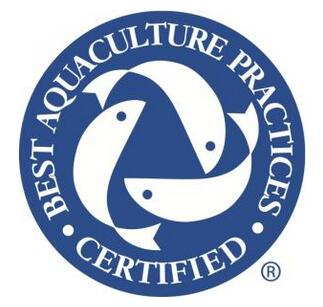 · BEST AQUACULTURE PRACTICES ·
CERTIFIED
®